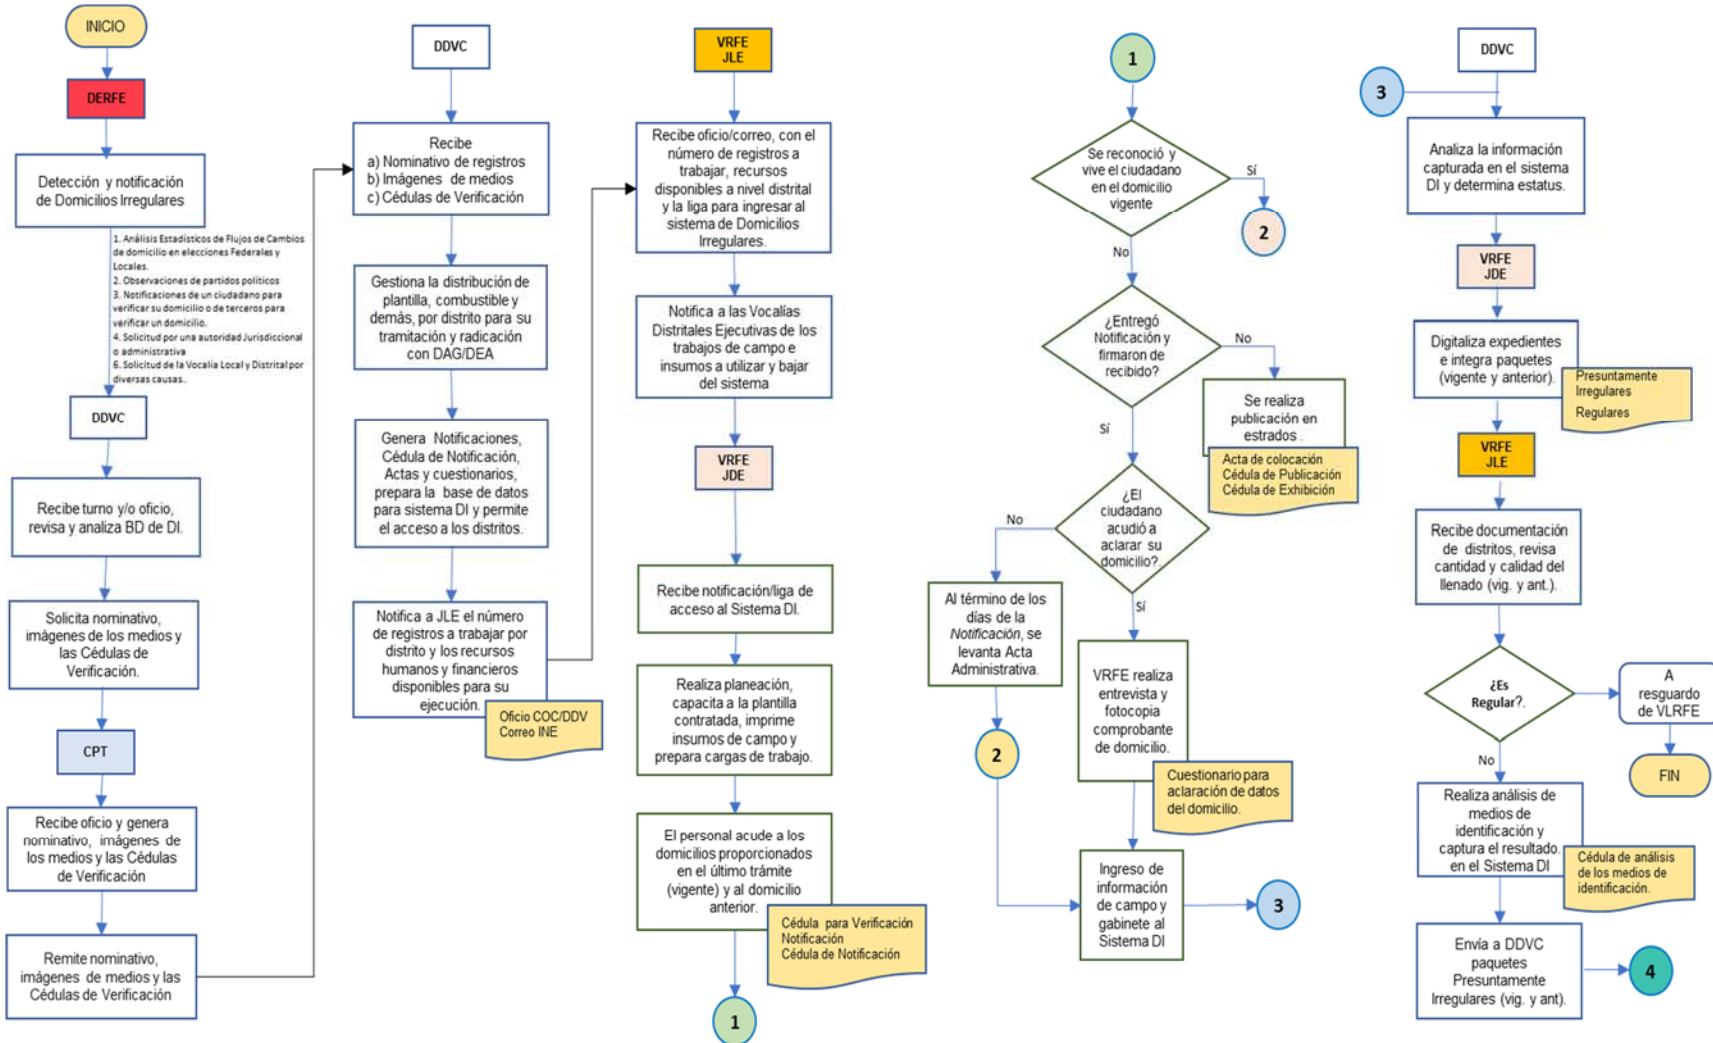 INICIO
DERFE
Detección y notificación
de Domicilios Irregulares
1. Análisis Estadísticos de Flujos de Cambios
de domicilio en elecciones Federales y
Locales.
2. Observaciones de partidos políticos
3. Notificaciones de un ciudadano para
verificar su domicilio o de terceros para
verificar un domicilio.
4. Solicitud por una autoridad Jurisdiccional
o administrativa
6. Solicitud de la Vocalía Local y Distrital por
diversas causas..
DDVC
Recibe turno y/o oficio,
revisa y analiza BD de DI.
Solicita nominativo,
imágenes de los medios y
las Cédulas de
Verificación.
CPT
Recibe oficio y genera
nominativo, imágenes de
los medios y las Cédulas
de Verificación
Remite nominativo,
imágenes de medios y las
Cédulas de Verificación
DDVC
Recibe
a) Nominativo de registros
b) Imágenes de medios
c) Cédulas de Verificación
Gestiona la distribución de
plantilla, combustible y
demás, por distrito para su
tramitación y radicación
con DAG/DEA
Genera Notificaciones,
Cédula de Notificación,
Actas y cuestionarios,
prepara la base de datos
para sistema DI y permite
el acceso a los distritos.
Notifica a JLE el número
de registros a trabajar por
distrito y los recursos
humanos y financieros
disponibles para su
ejecución.
Oficio COC/DDV
Correo INE
VRFE
JLE
Recibe oficio/correo, con el
número de registros a
trabajar, recursos
disponibles a nivel distrital
y la liga para ingresar al
sistema de Domicilios
Irregulares.
Notifica a las Vocalías
Distritales Ejecutivas de los
trabajos de campo e
insumos a utilizar y bajar
del sistema
VRFE
JDE
Recibe notificación/liga de
acceso al Sistema DI.
Realiza planeación,
capacita a la plantilla
contratada, imprime
insumos de campo y
prepara cargas de trabajo.
El personal acude a los
domicilios proporcionados
en el último trámite
(vigente) y al domicilio
anterior.
Cédula para Verificación
Notificación
Cédula de Notificación
1
1
Se reconoció y
vive el ciudadano
en el domicilio
vigente
Sí
2
No
¿Entregó
Notificación y
firmaron de
recibido?
No
Se realiza
publicación en
estrados .
Acta de colocación
Cédula de Publicación
Cédula de Exhibición
Sí
¿El
ciudadano
acudió a
aclarar su
domicilio?.
No
Al término de los
días de la
Notificación, se
levanta Acta
Administrativa.
2
Sí
VRFE realiza
entrevista y
fotocopia
comprobante
de domicilio.
Cuestionario para
aclaración de datos
del domicilio.
Ingreso de
información
de campo y
gabinete al
Sistema DI
3
DDVC
3
Analiza la información
capturada en el sistema
DI y determina estatus.
VRFE
JDE
Digitaliza expedientes
e integra paquetes
(vigente y anterior).
Presuntamente
Irregulares
Regulares
VRFE
JLE
Recibe documentación
de distritos, revisa
cantidad y calidad del
llenado (vig. y ant.).
¿Es
Regular?.
A
resguardo
de VLRFE
FIN
No
Realiza análisis de
medios de
identificación y
captura el resultado.
en el Sistema DI
Cédula de análisis
de los medios de
identificación.
Envía a DDVC
paquetes
Presuntamente
Irregulares (vig. y ant).
4